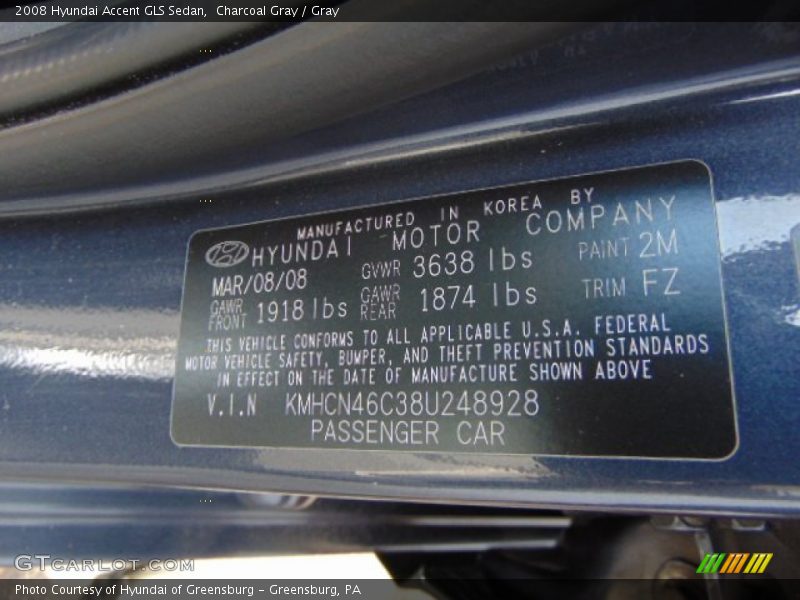 2008 Hyundai Accent GLS Sedan, Charcoal Gray / Gray
MANUFACTURED IN KOREA BY
HYUNDAI MOTOR COMPANY
MAR/08/08 GVWR 3638 lbs PAINT 2M
GAWR FRONT 1918 lbs GAWR REAR 1874 lbs TRIM FZ
THIS VEHICLE CONFORMS TO ALL APPLICABLE U.S.A. FEDERAL
MOTOR VEHICLE SAFETY, BUMPER, AND THEFT PREVENTION STANDARDS
IN EFFECT ON THE DATE OF MANUFACTURE SHOWN ABOVE
V.I.N KMHCN46C38U248928
PASSENGER CAR
GTcarlot.com
Photo Courtesy of Hyundai of Greensburg - Greensburg, PA